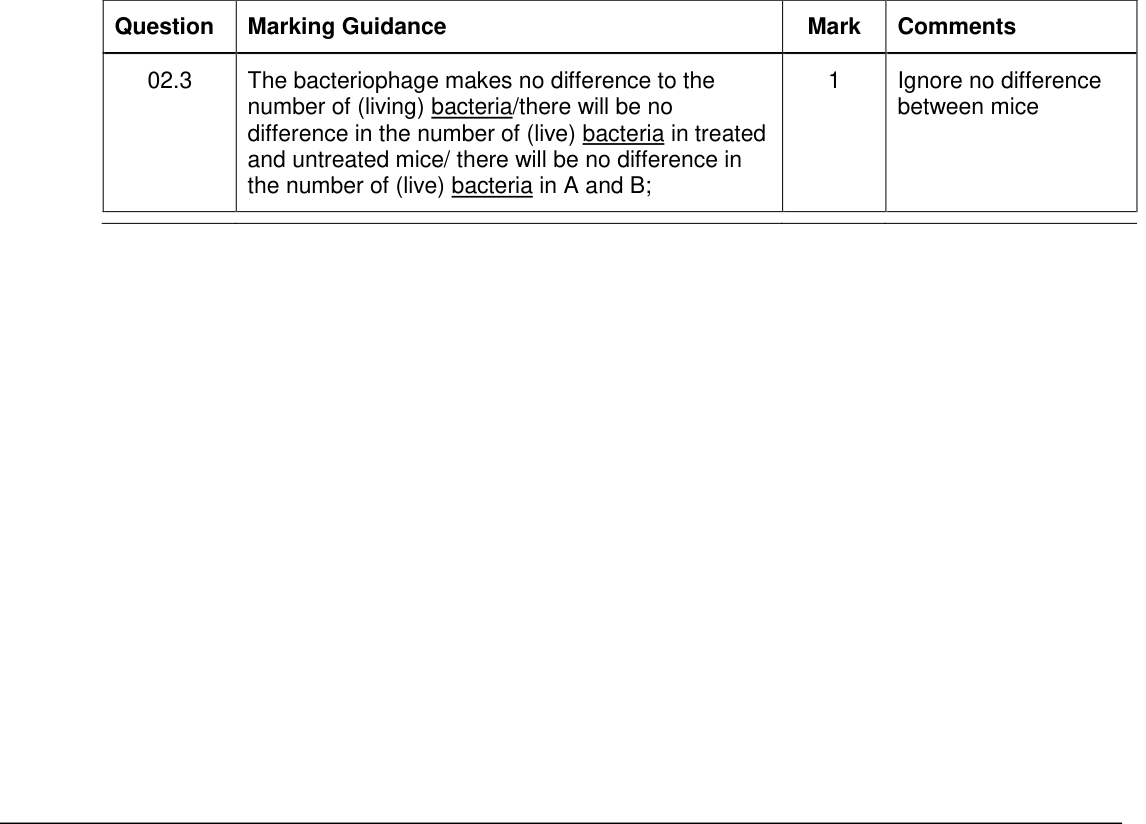 Question Marking Guidance Mark Comments
02.3 The bacteriophage makes no difference to the 1 Ignore no difference
number of (living) bacteria/there will be no between mice
difference in the number of (live) bacteria in treated
and untreated mice/ there will be no difference in
the number of (live) bacteria in A and B;